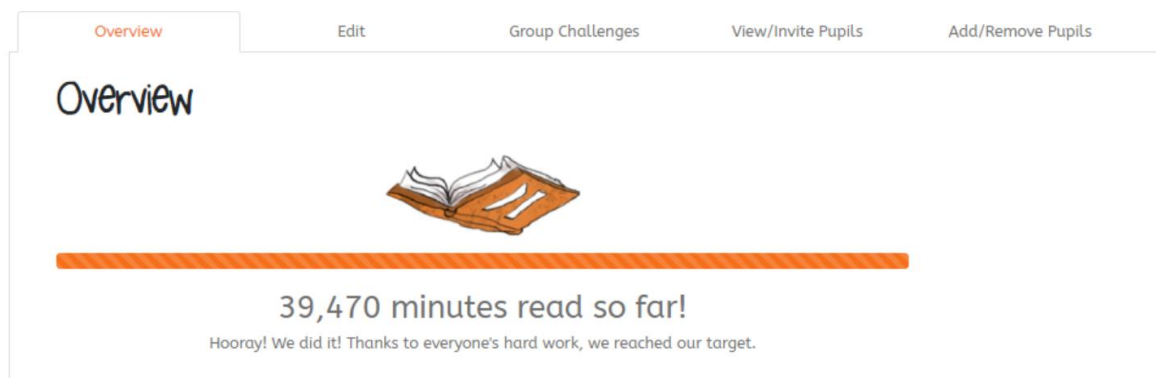 Overview Edit Group Challenges View/Invite Pupils Add/Remove Pupils
Overview
39,470 minutes read so far!
Hooray! We did it! Thanks to everyone's hard work, we reached our target.